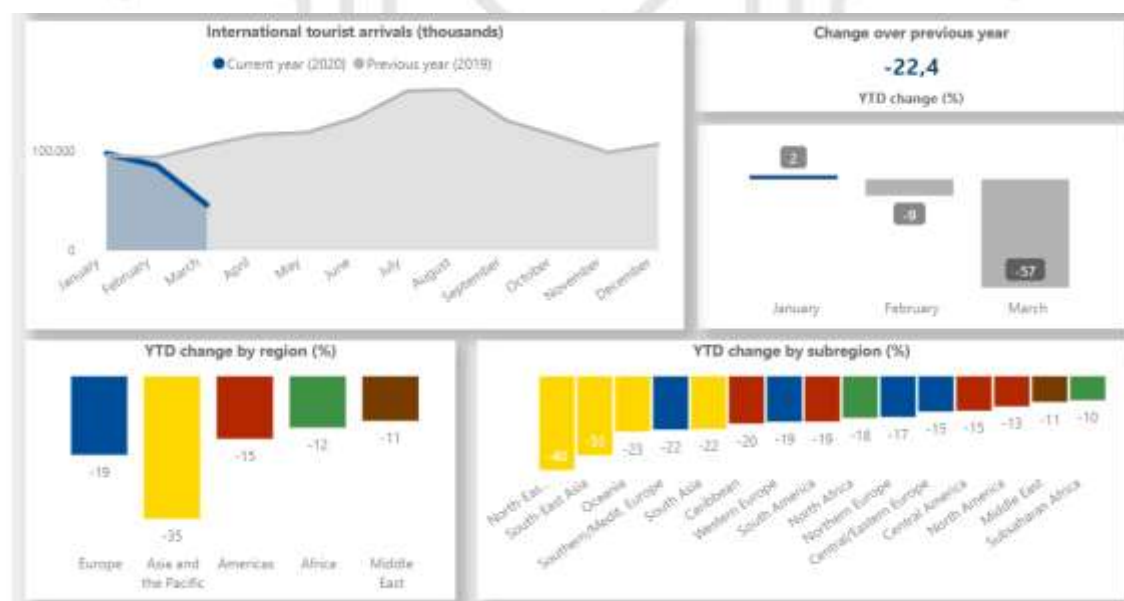 International tourist arrivals (thousands)
Current year (2020) Previous year (2019)
100.000
0
January
February
March
April
May
June
July
August
September
October
November
December
Change over previous year
-22,4
YTD change (%)
2
-9
-57
January
February
March
YTD change by region (%)
-19
-35
-15
-12
-11
Europe
Asia and
the Pacific
Americas
Africa
Middle
East
YTD change by subregion (%)
-40
-23
-22
-22
-20
-19
-19
-18
-17
-15
-15
-13
-11
-10
North-Eas...
South-East Asia
Oceania
Southern/Medit. Europe
South Asia
Caribbean
Western Europe
South America
North Africa
Northern Europe
Central/Eastern Europe
Central America
North America
Middle East
Subsaharan Africa